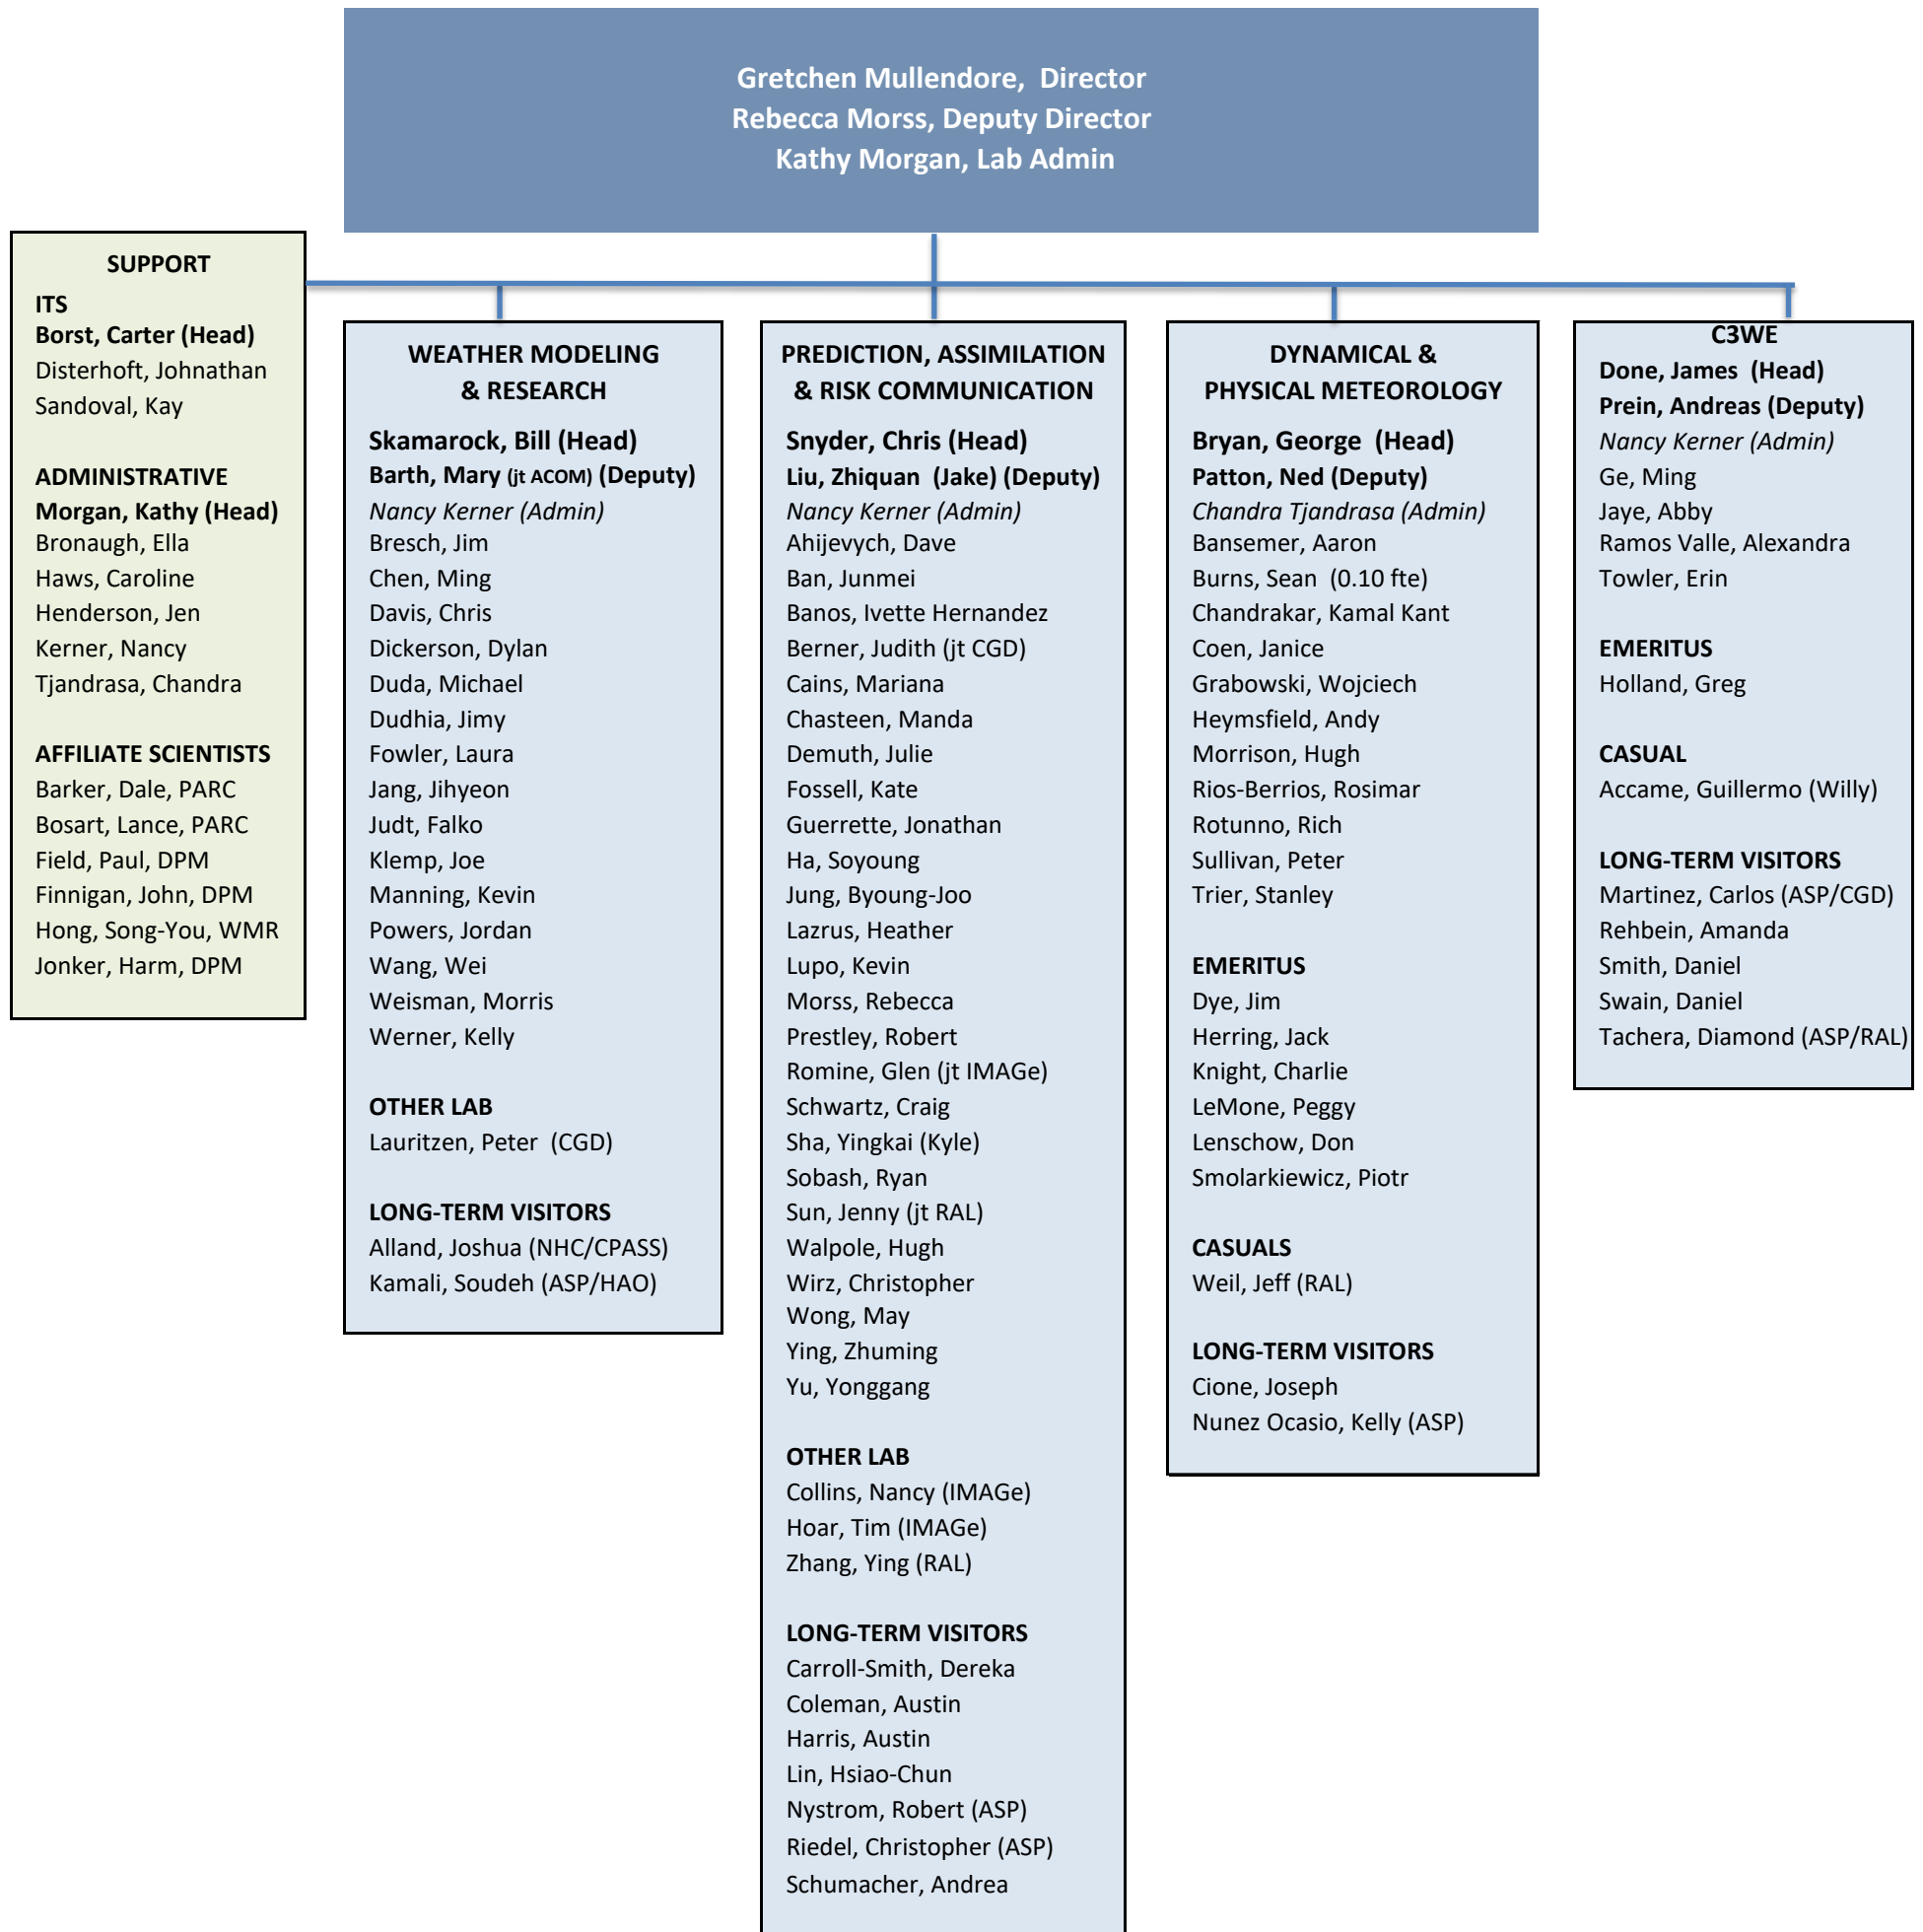 Gretchen Mullendore, Director
Rebecca Morss, Deputy Director
Kathy Morgan, Lab Admin
SUPPORT
ITS
Borst, Carter (Head)
Disterhoft, Johnathan
Sandoval, Kay
ADMINISTRATIVE
Morgan, Kathy (Head)
Bronaugh, Ella
Haws, Caroline
Henderson, Jen
Kerner, Nancy
Tjandrasa, Chandra
AFFILIATE SCIENTISTS
Barker, Dale, PARC
Bosart, Lance, PARC
Field, Paul, DPM
Finnigan, John, DPM
Hong, Song-You, WMR
Jonker, Harm, DPM
WEATHER MODELING
& RESEARCH
Skamarock, Bill (Head)
Barth, Mary (jt ACOM) (Deputy)
Nancy Kerner (Admin)
Bresch, Jim
Chen, Ming
Davis, Chris
Dickerson, Dylan
Duda, Michael
Dudhia, Jimy
Fowler, Laura
Jang, Jihyeon
Judt, Falko
Klemp, Joe
Manning, Kevin
Powers, Jordan
Wang, Wei
Weisman, Morris
Werner, Kelly
OTHER LAB
Lauritzen, Peter (CGD)
LONG-TERM VISITORS
Alland, Joshua (NHC/CPASS)
Kamali, Soudeh (ASP/HAO)
PREDICTION, ASSIMILATION
& RISK COMMUNICATION
Snyder, Chris (Head)
Liu, Zhiquan (Jake) (Deputy)
Nancy Kerner (Admin)
Ahijevych, Dave
Ban, Junmei
Banos, Ivette Hernandez
Berner, Judith (jt CGD)
Cains, Mariana
Chasteen, Manda
Demuth, Julie
Fossell, Kate
Guerrette, Jonathan
Ha, Soyoung
Jung, Byoung-Joo
Lazrus, Heather
Lupo, Kevin
Morss, Rebecca
Prestley, Robert
Romine, Glen (jt IMAGe)
Schwartz, Craig
Sha, Yingkai (Kyle)
Sobash, Ryan
Sun, Jenny (jt RAL)
Walpole, Hugh
Wirz, Christopher
Wong, May
Ying, Zhuming
Yu, Yonggang
OTHER LAB
Collins, Nancy (IMAGe)
Hoar, Tim (IMAGe)
Zhang, Ying (RAL)
LONG-TERM VISITORS
Carroll-Smith, Dereka
Coleman, Austin
Harris, Austin
Lin, Hsiao-Chun
Nystrom, Robert (ASP)
Riedel, Christopher (ASP)
Schumacher, Andrea
DYNAMICAL &
PHYSICAL METEOROLOGY
Bryan, George (Head)
Patton, Ned (Deputy)
Chandra Tjandrasa (Admin)
Bansemer, Aaron
Burns, Sean (0.10 fte)
Chandrakar, Kamal Kant
Coen, Janice
Grabowski, Wojciech
Heymsfield, Andy
Morrison, Hugh
Rios-Berrios, Rosimar
Rotunno, Rich
Sullivan, Peter
Trier, Stanley
EMERITUS
Dye, Jim
Herring, Jack
Knight, Charlie
LeMone, Peggy
Lenschow, Don
Smolarkiewicz, Piotr
CASUALS
Weil, Jeff (RAL)
LONG-TERM VISITORS
Cione, Joseph
Nunez Ocasio, Kelly (ASP)
C3WE
Done, James (Head)
Prein, Andreas (Deputy)
Nancy Kerner (Admin)
Ge, Ming
Jaye, Abby
Ramos Valle, Alexandra
Towler, Erin
EMERITUS
Holland, Greg
CASUAL
Accame, Guillermo (Willy)
LONG-TERM VISITORS
Martinez, Carlos (ASP/CGD)
Rehbein, Amanda
Smith, Daniel
Swain, Daniel
Tachera, Diamond (ASP/RAL)